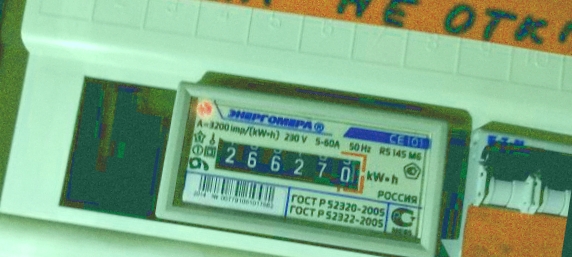 НЕ ОТК
ЭНЕРГОМЕРА®
CE 101
A=3200 imp/(kW•h) 230 V 5-60A 50 Hz RS 145 M6
266270
kW•h
РОССИЯ
ГОСТ Р 52320-2005
ГОСТ Р 52322-2005